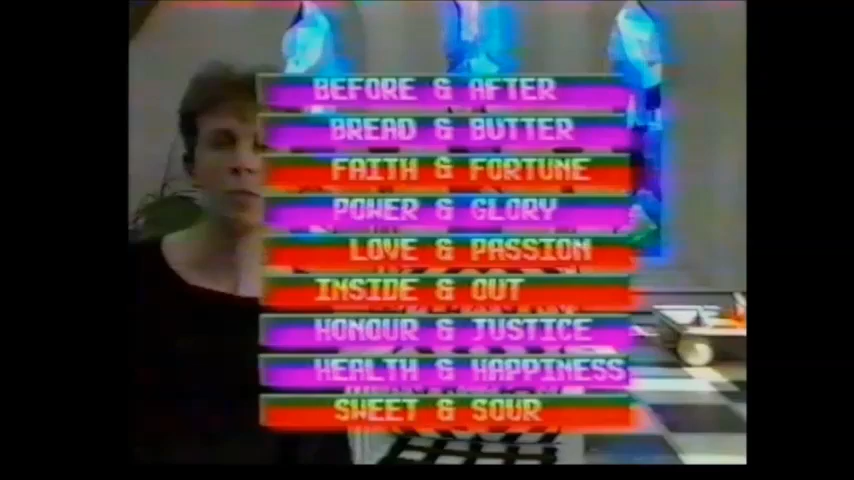 BEFORE & AFTER
BREAD & BUTTER
FAITH & FORTUNE
POWER & GLORY
LOVE & PASSION
INSIDE & OUT
HONOUR & JUSTICE
HEALTH & HAPPINESS
SWEET & SOUR